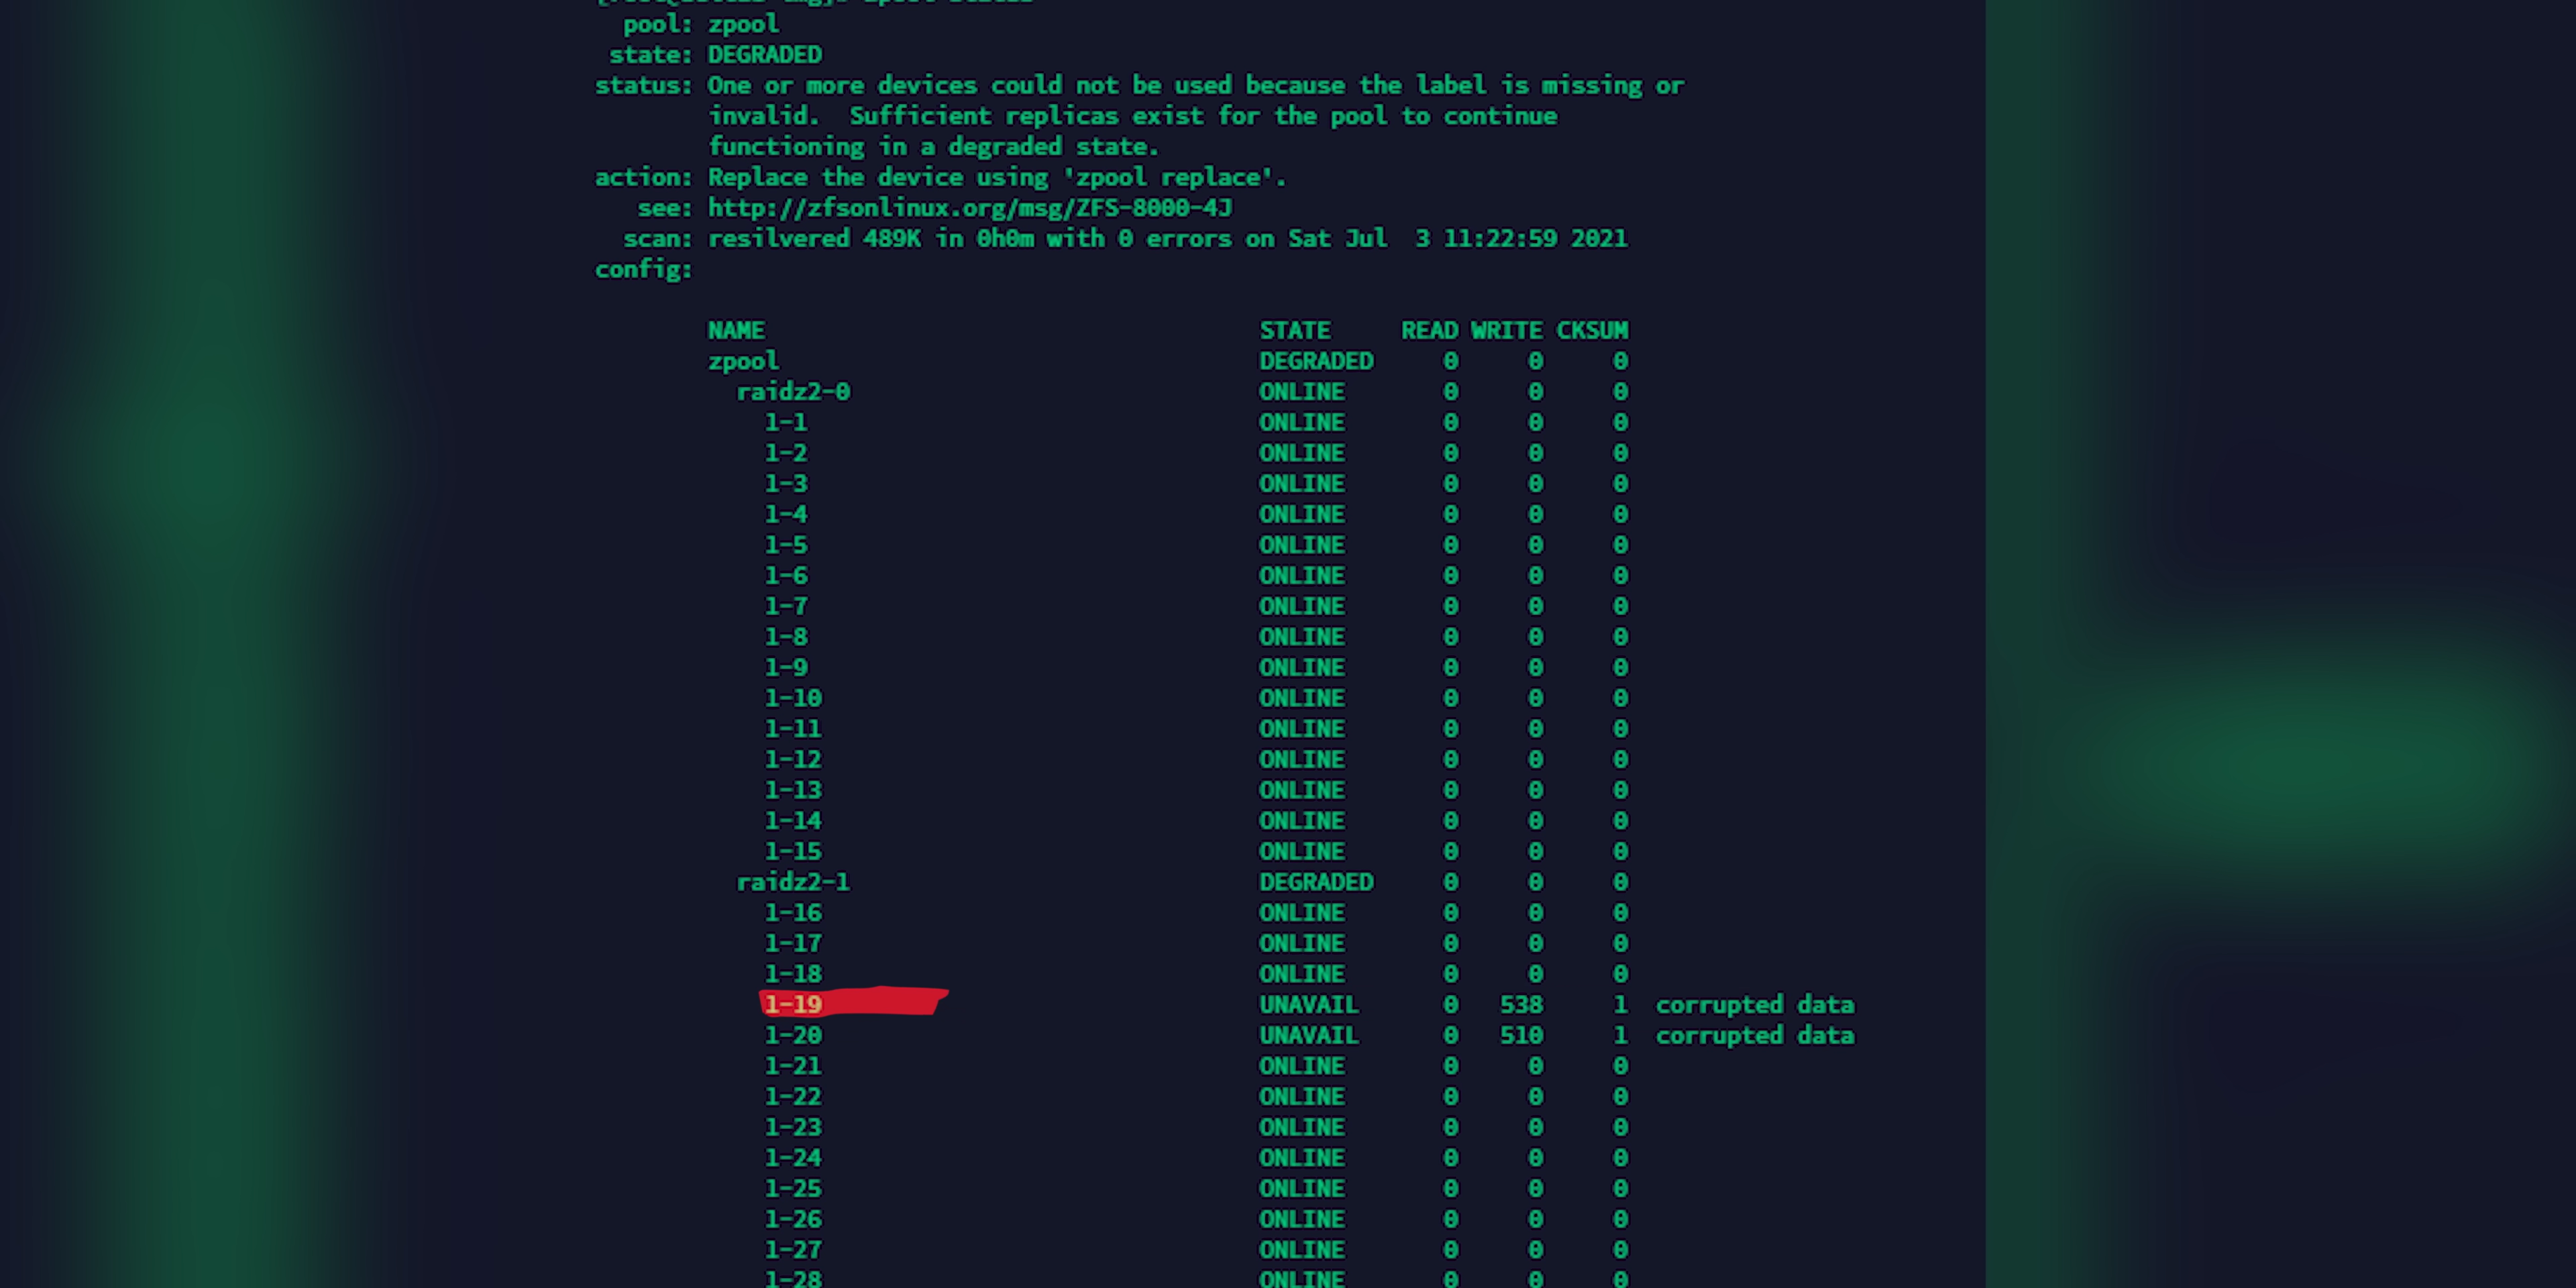 pool: zpool
state: DEGRADED
status: One or more devices could not be used because the label is missing or
invalid.  Sufficient replicas exist for the pool to continue
functioning in a degraded state.
action: Replace the device using 'zpool replace'.
see: http://zfsonlinux.org/msg/ZFS-8000-4J
scan: resilvered 489K in 0h0m with 0 errors on Sat Jul  3 11:22:59 2021
config:
NAME STATE READ WRITE CKSUM
zpool DEGRADED 0 0 0
raidz2-0 ONLINE 0 0 0
1-1 ONLINE 0 0 0
1-2 ONLINE 0 0 0
1-3 ONLINE 0 0 0
1-4 ONLINE 0 0 0
1-5 ONLINE 0 0 0
1-6 ONLINE 0 0 0
1-7 ONLINE 0 0 0
1-8 ONLINE 0 0 0
1-9 ONLINE 0 0 0
1-10 ONLINE 0 0 0
1-11 ONLINE 0 0 0
1-12 ONLINE 0 0 0
1-13 ONLINE 0 0 0
1-14 ONLINE 0 0 0
1-15 ONLINE 0 0 0
raidz2-1 DEGRADED 0 0 0
1-16 ONLINE 0 0 0
1-17 ONLINE 0 0 0
1-18 ONLINE 0 0 0
1-19 UNAVAIL 0 538 1 corrupted data
1-20 UNAVAIL 0 510 1 corrupted data
1-21 ONLINE 0 0 0
1-22 ONLINE 0 0 0
1-23 ONLINE 0 0 0
1-24 ONLINE 0 0 0
1-25 ONLINE 0 0 0
1-26 ONLINE 0 0 0
1-27 ONLINE 0 0 0
1-28 ONLINE 0 0 0